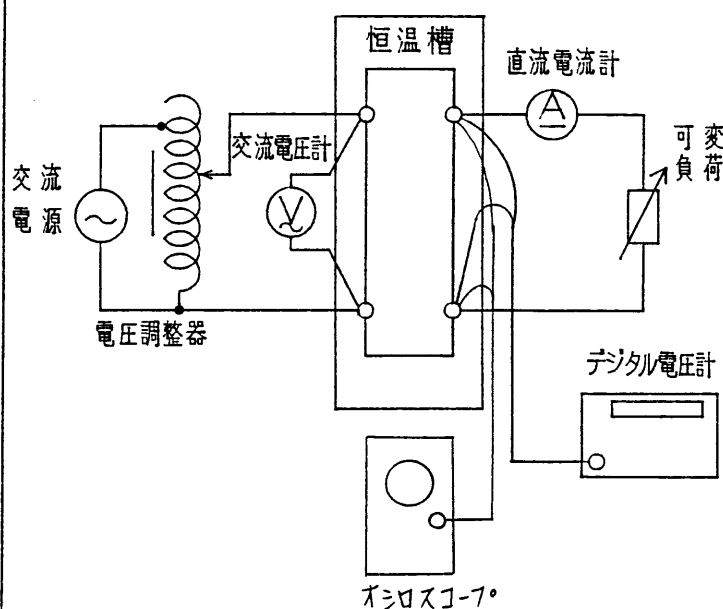 恒温槽
直流電流計
A
可変
負荷
交流電圧計
V
交流
電源
電圧調整器
デジタル電圧計
オシロスコープ